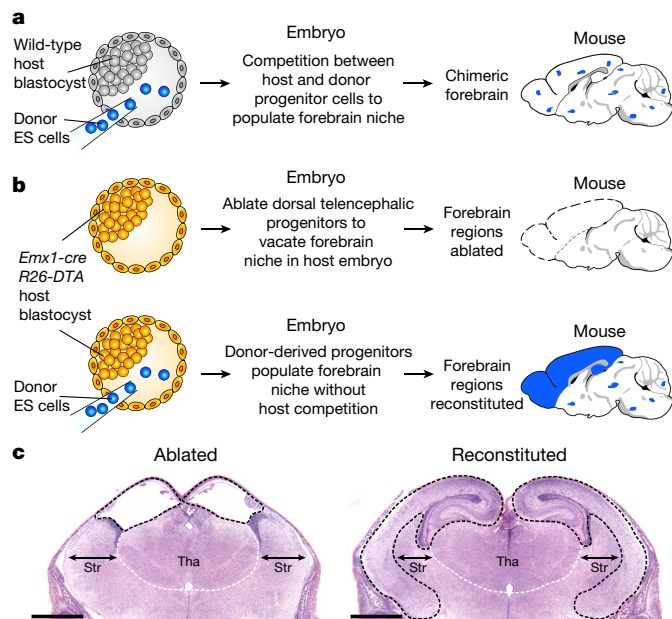 a
Wild-type
host
blastocyst
Donor
ES cells
Embryo
Competition between
host and donor
progenitor cells to
populate forebrain niche
Chimeric
forebrain
Mouse
b
Emx1-cre
R26-DTA
host
blastocyst
Embryo
Ablate dorsal telencephalic
progenitors to
vacate forebrain
niche in host embryo
Forebrain
regions
ablated
Mouse
Donor
ES cells
Embryo
Donor-derived progenitors
populate forebrain
niche without
host competition
Forebrain
regions
reconstituted
Mouse
c
Ablated
Str
Tha
Str
Reconstituted
Str
Tha
Str